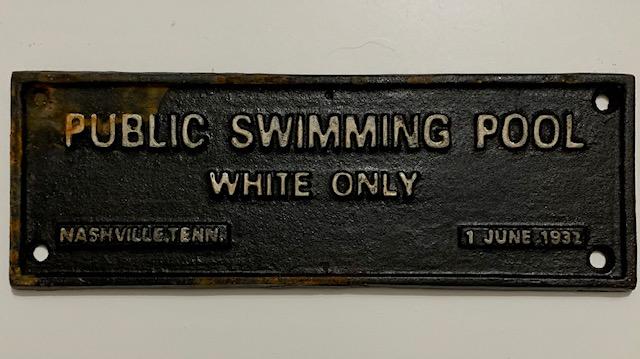 PUBLIC SWIMMING POOL
WHITE ONLY
NASHVILLE, TENN. 1 JUNE 1932